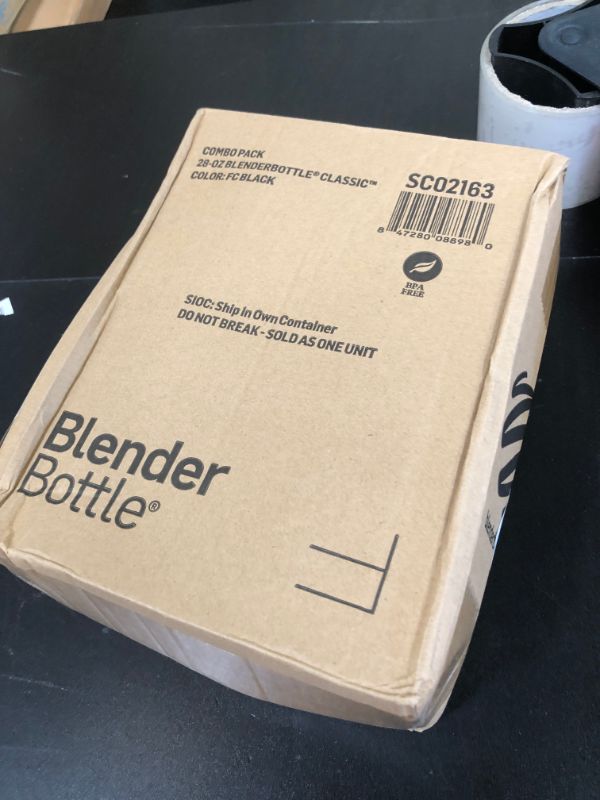 COMBO PACK
28-OZ BLENDERBOTTLE® CLASSIC™
COLOR: FC BLACK
SC02163
8 47280 08898 0
BPA
FREE
SIOC: Ship In Own Container
DO NOT BREAK - SOLD AS ONE UNIT
Blender
Bottle®